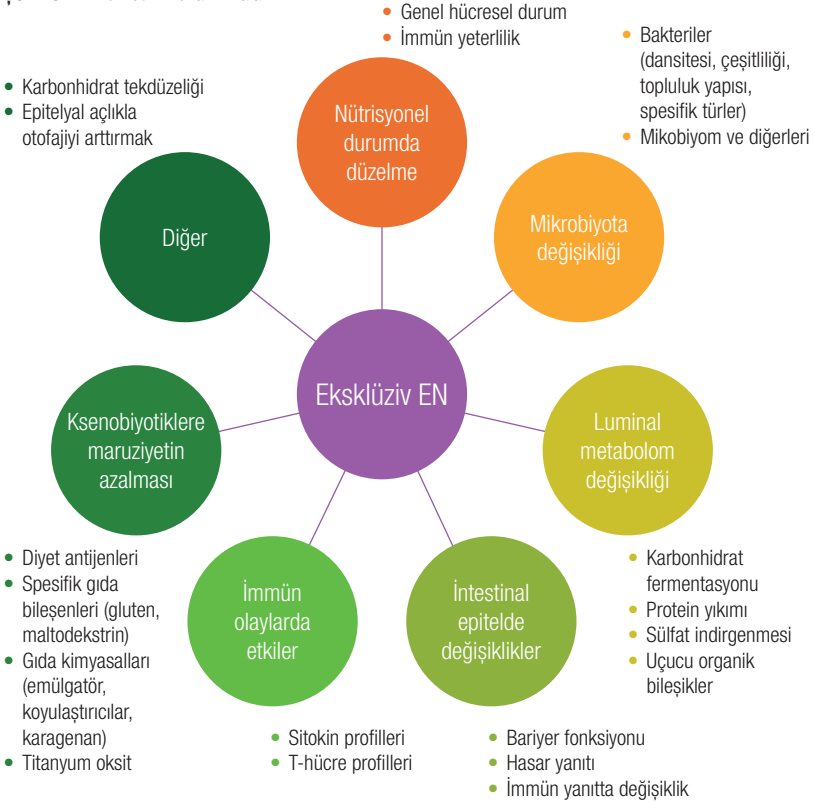 • Genel hücresel durum
• İmmün yeterlilik
• Bakteriler
(dansitesi, çeşitliliği,
topluluk yapısı,
spesifik türler)
• Mikobiyom ve diğerleri
• Karbonhidrat tekdüzeliği
• Epitelyal açlıkla
otofajiyi arttırmak
Nütrisyonel
durumda
düzelme
Diğer
Mikrobiyota
değişikliği
Eksklüziv EN
Ksenobiyotiklere
maruziyetin
azalması
Luminal
metabolom
değişikliği
• Diyet antijenleri
• Spesifik gıda
bileşenleri (gluten,
maltodekstrin)
• Gıda kimyasalları
(emülgatör,
koyulaştırıcılar,
karagenan)
• Titanyum oksit
İmmün
olaylarda
etkiler
İntestinal
epitelde
değişiklikler
• Karbonhidrat
fermentasyonu
• Protein yıkımı
• Sülfat indirgenmesi
• Uçucu organik
bileşikler
• Sitokin profilleri
• T-hücre profilleri
• Bariyer fonksiyonu
• Hasar yanıtı
• İmmün yanıtta değişiklik